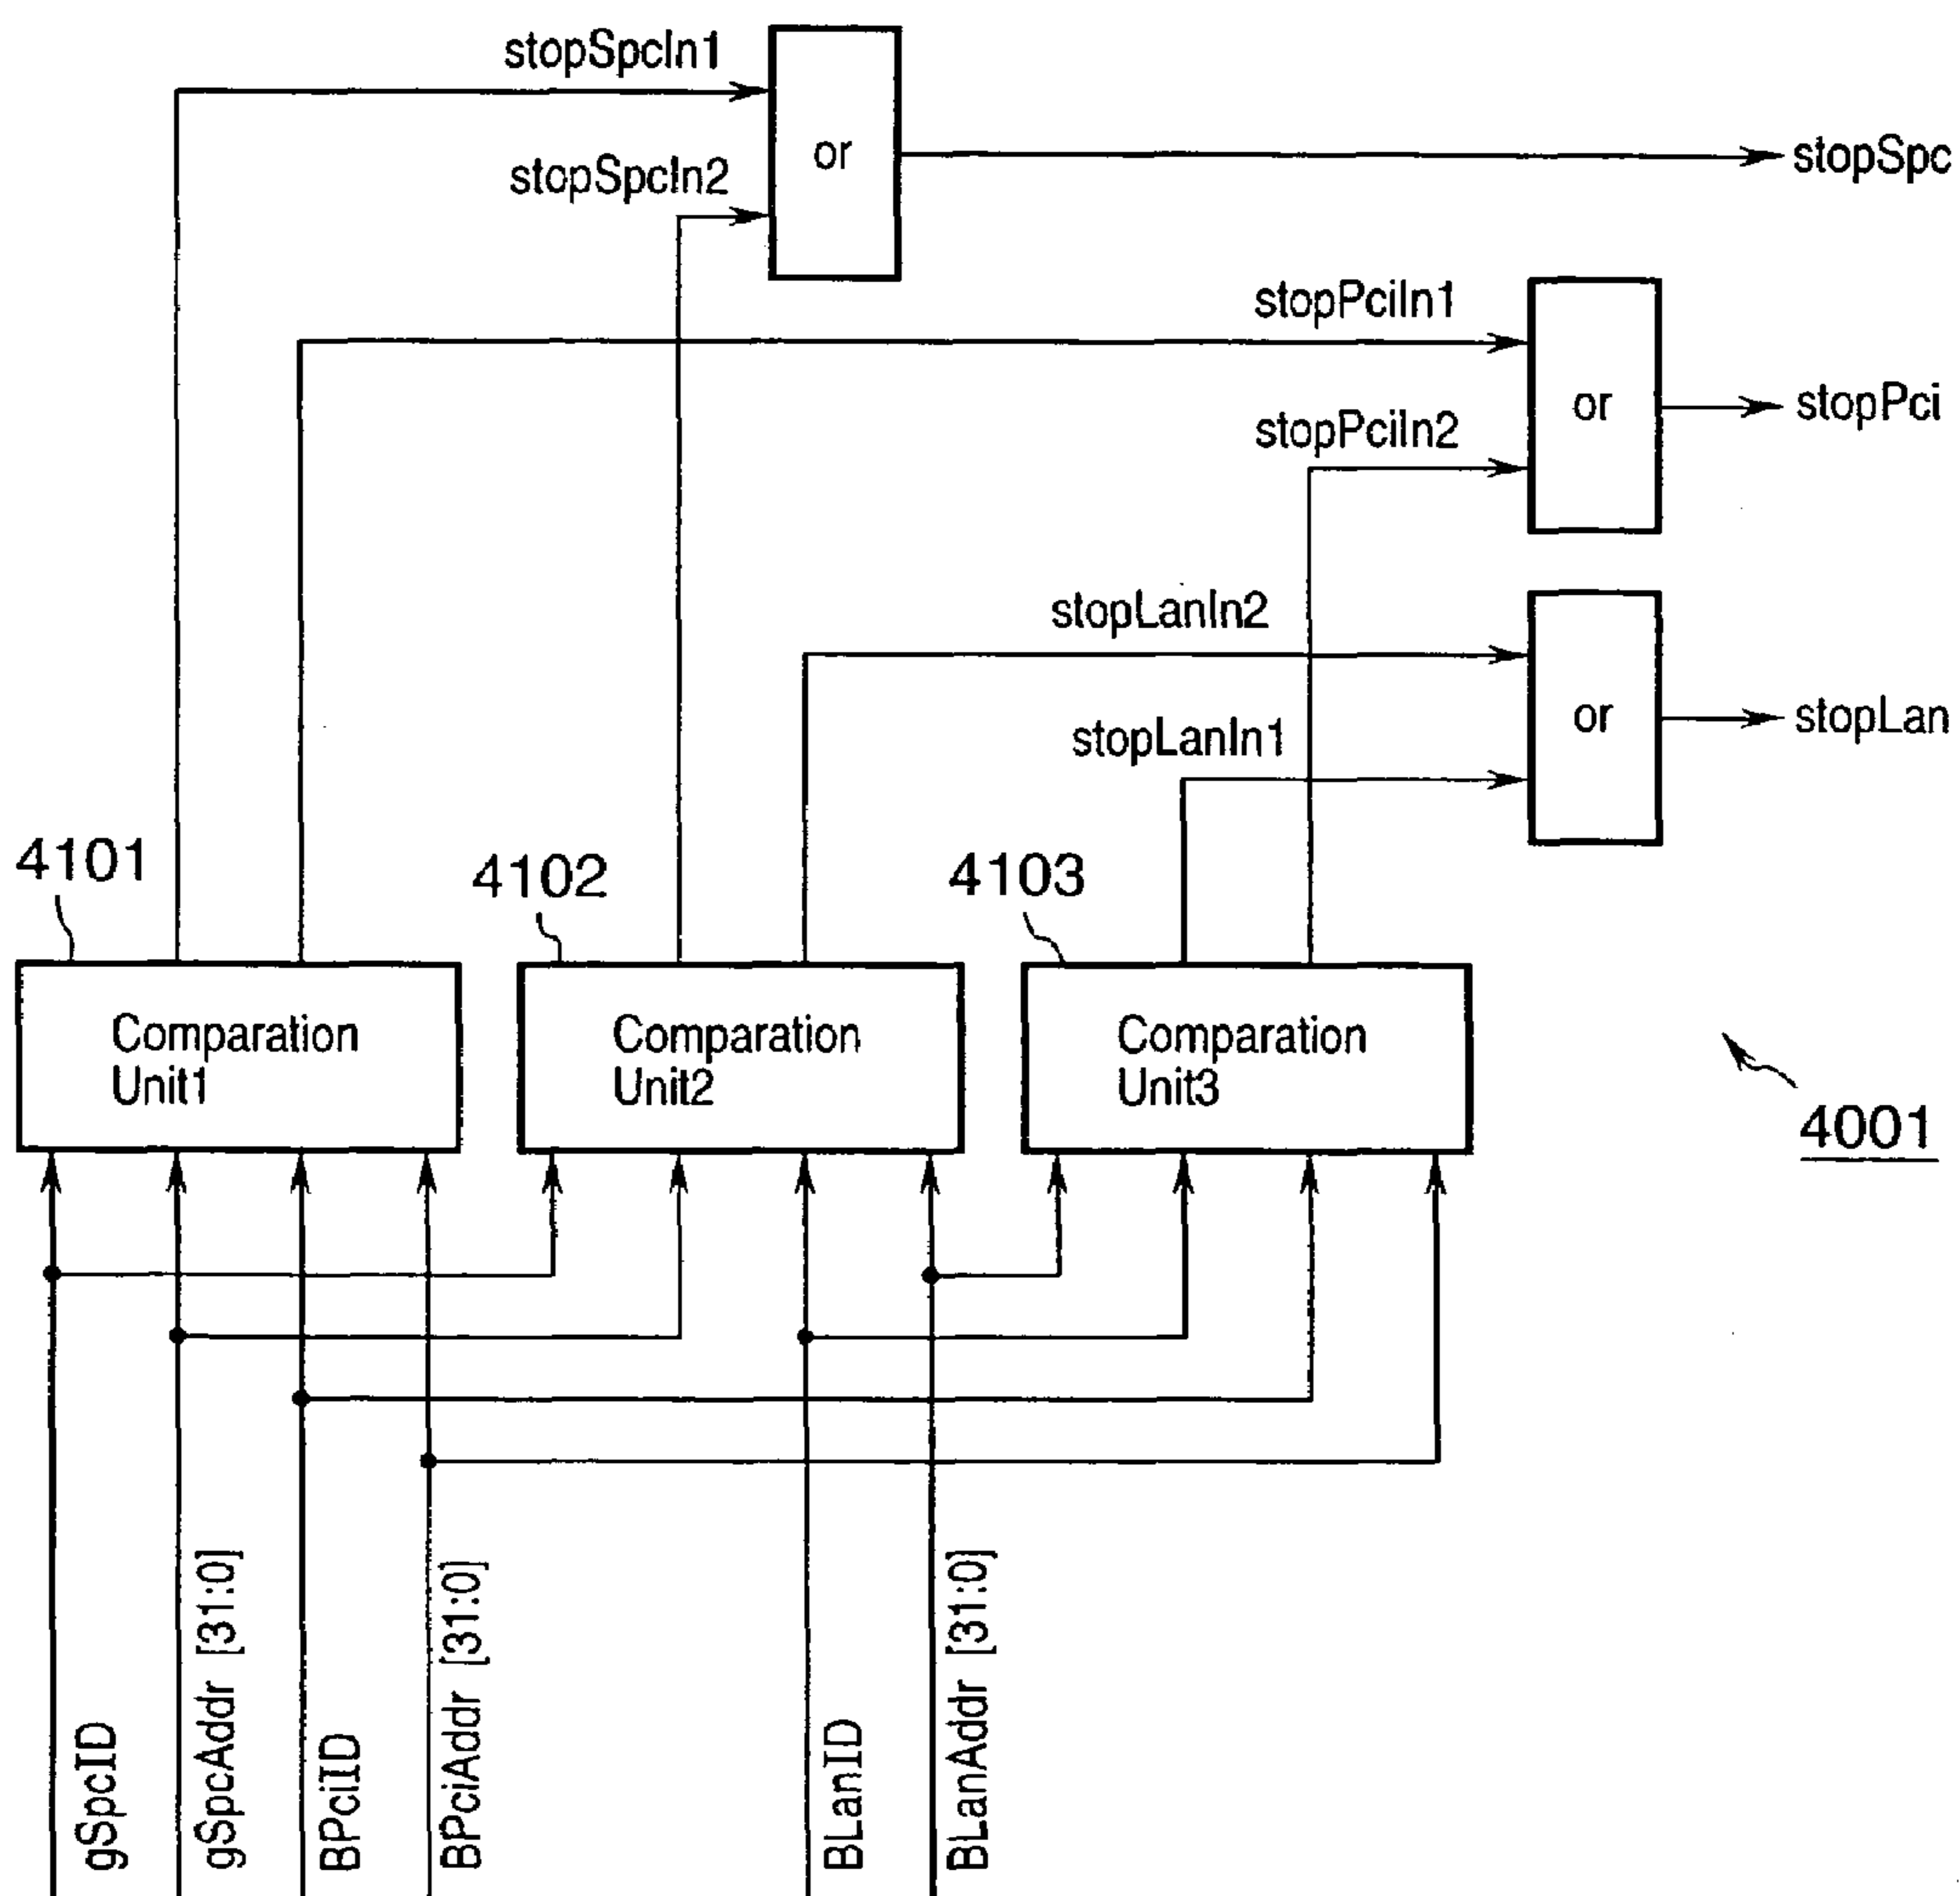 stopSpcIn1
or
stopSpc
stopSpcIn2
stopPciIn1
or
stopPci
stopPciIn2
stopLanIn2
or
stopLan
stopLanIn1
4101
4102
4103
Comparation
Unit1
Comparation
Unit2
Comparation
Unit3
4001
gSpcID
gSpcAddr [31:0]
BPciID
BPciAddr [31:0]
BLanID
BLanAddr [31:0]